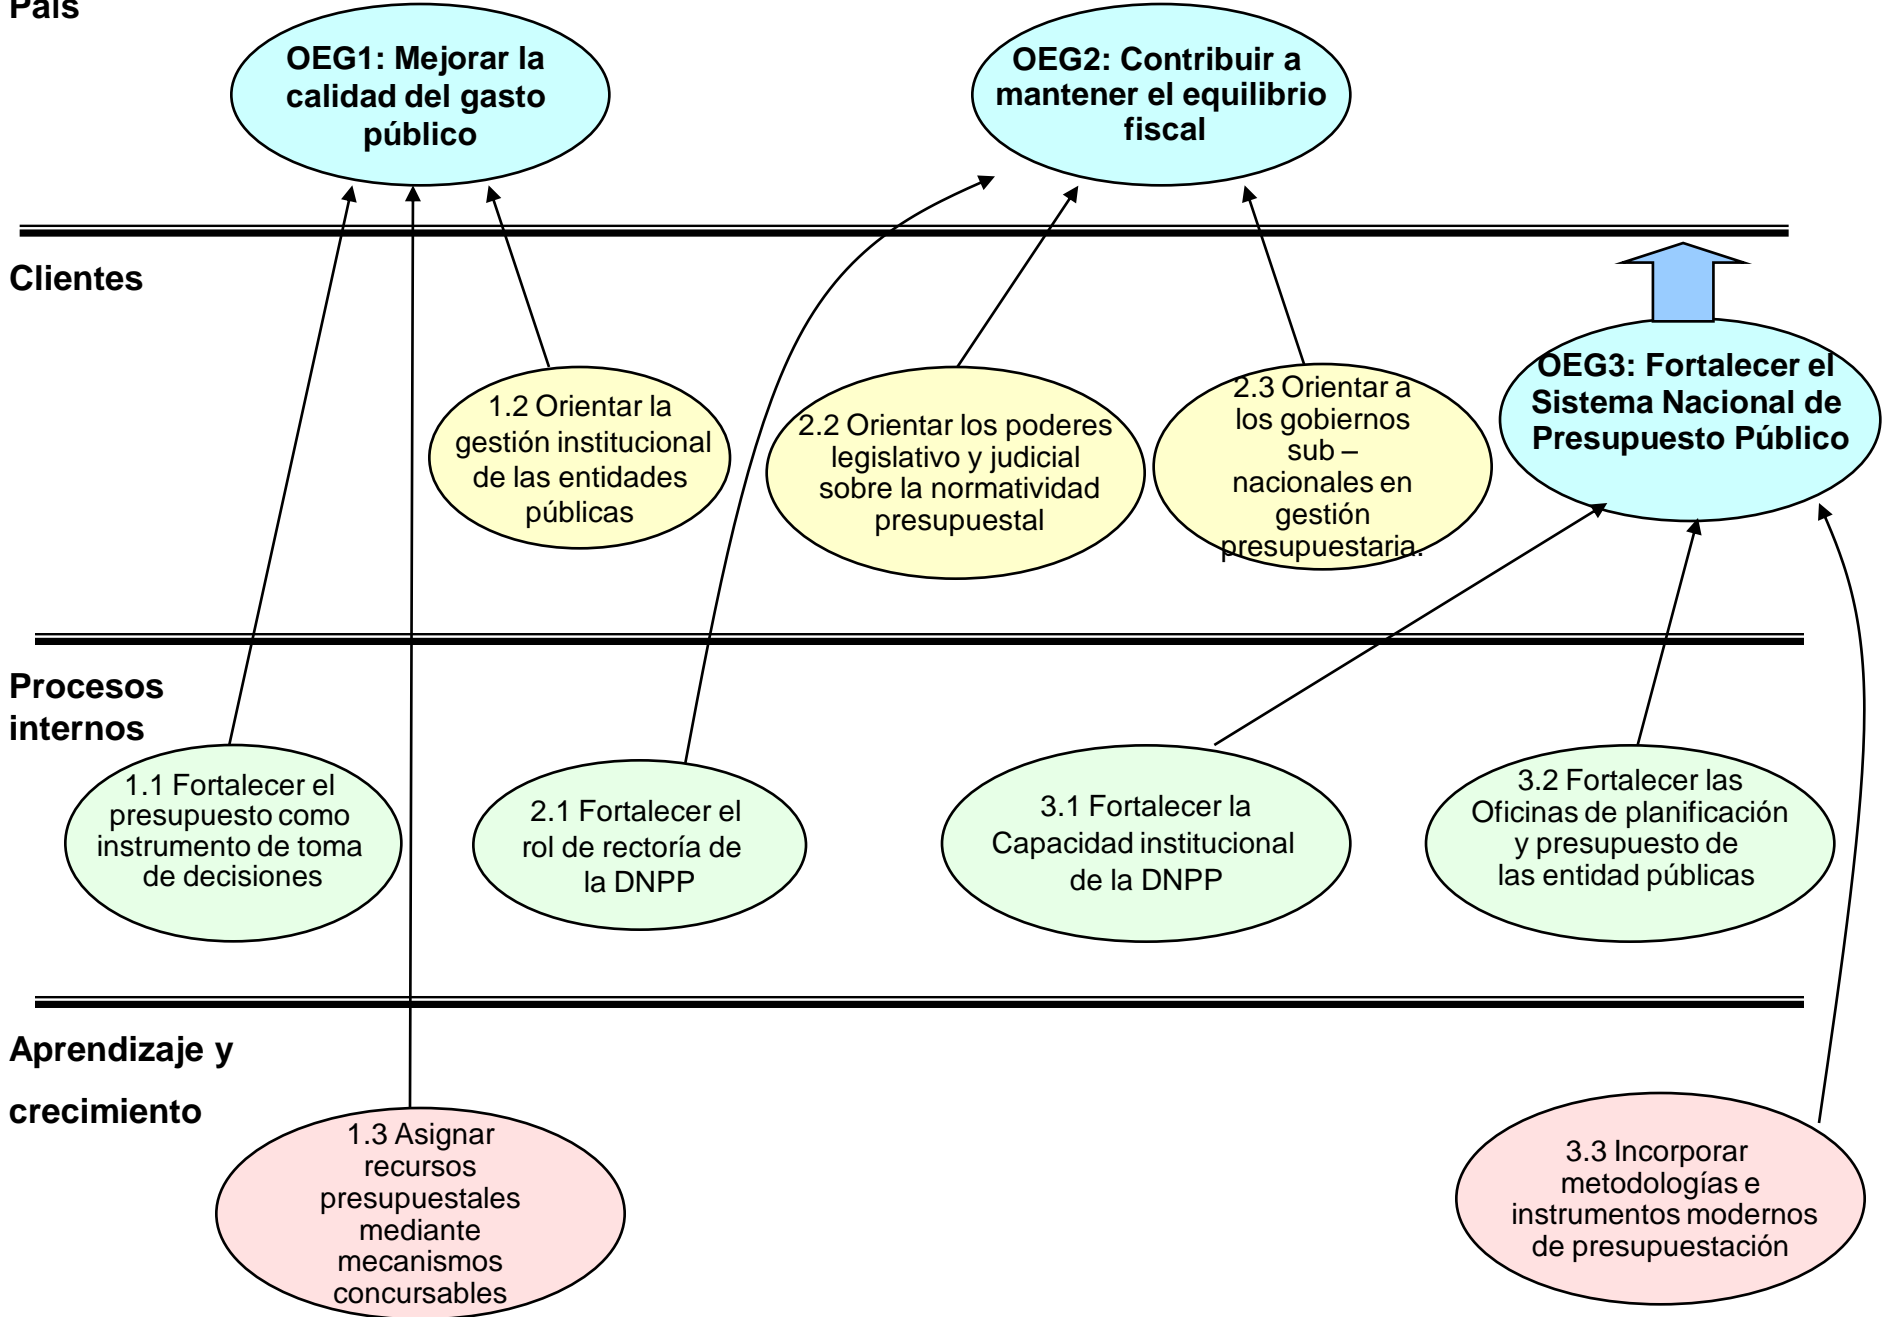 País
OEG1: Mejorar la
calidad del gasto
público
OEG2: Contribuir a
mantener el equilibrio
fiscal
Clientes
1.2 Orientar la
gestión institucional
de las entidades
públicas
2.2 Orientar los poderes
legislativo y judicial
sobre la normatividad
presupuestal
2.3 Orientar a
los gobiernos
sub –
nacionales en
gestión
presupuestaria.
OEG3: Fortalecer el
Sistema Nacional de
Presupuesto Público
Procesos
internos
1.1 Fortalecer el
presupuesto como
instrumento de toma
de decisiones
2.1 Fortalecer el
rol de rectoría de
la DNPP
3.1 Fortalecer la
Capacidad institucional
de la DNPP
3.2 Fortalecer las
Oficinas de planificación
y presupuesto de
las entidad públicas
Aprendizaje y
crecimiento
1.3 Asignar
recursos
presupuestales
mediante
mecanismos
concursables
3.3 Incorporar
metodologías e
instrumentos modernos
de presupuestación